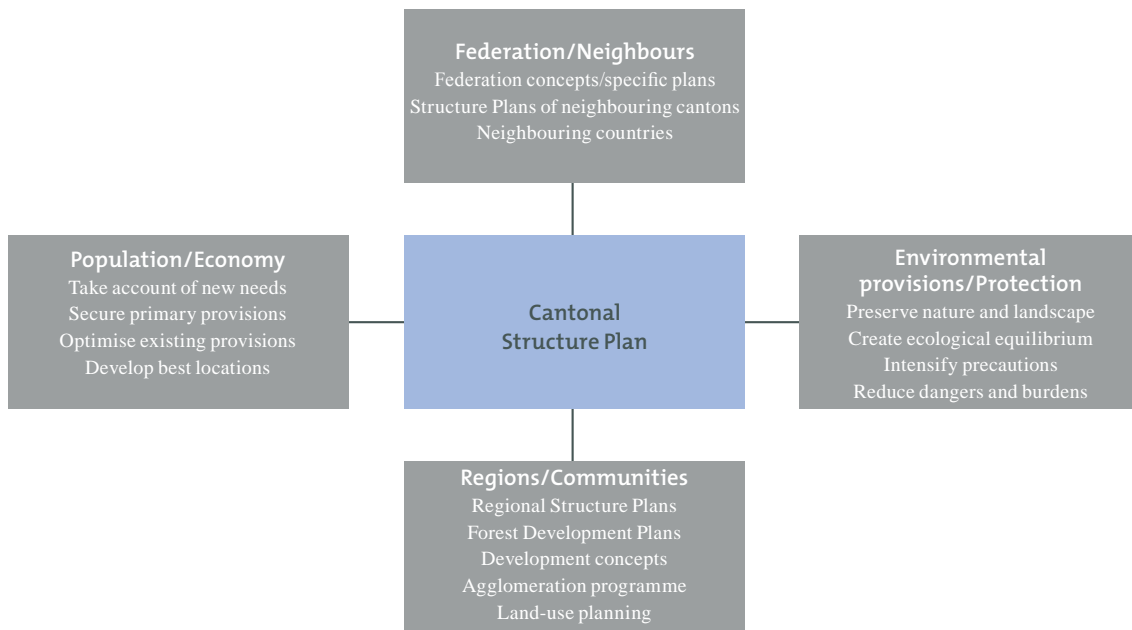 Federation/Neighbours
Federation concepts/specific plans
Structure Plans of neighbouring cantons
Neighbouring countries
Population/Economy
Take account of new needs
Secure primary provisions
Optimise existing provisions
Develop best locations
Cantonal
Structure Plan
Environmental
provisions/Protection
Preserve nature and landscape
Create ecological equilibrium
Intensify precautions
Reduce dangers and burdens
Regions/Communities
Regional Structure Plans
Forest Development Plans
Development concepts
Agglomeration programme
Land-use planning